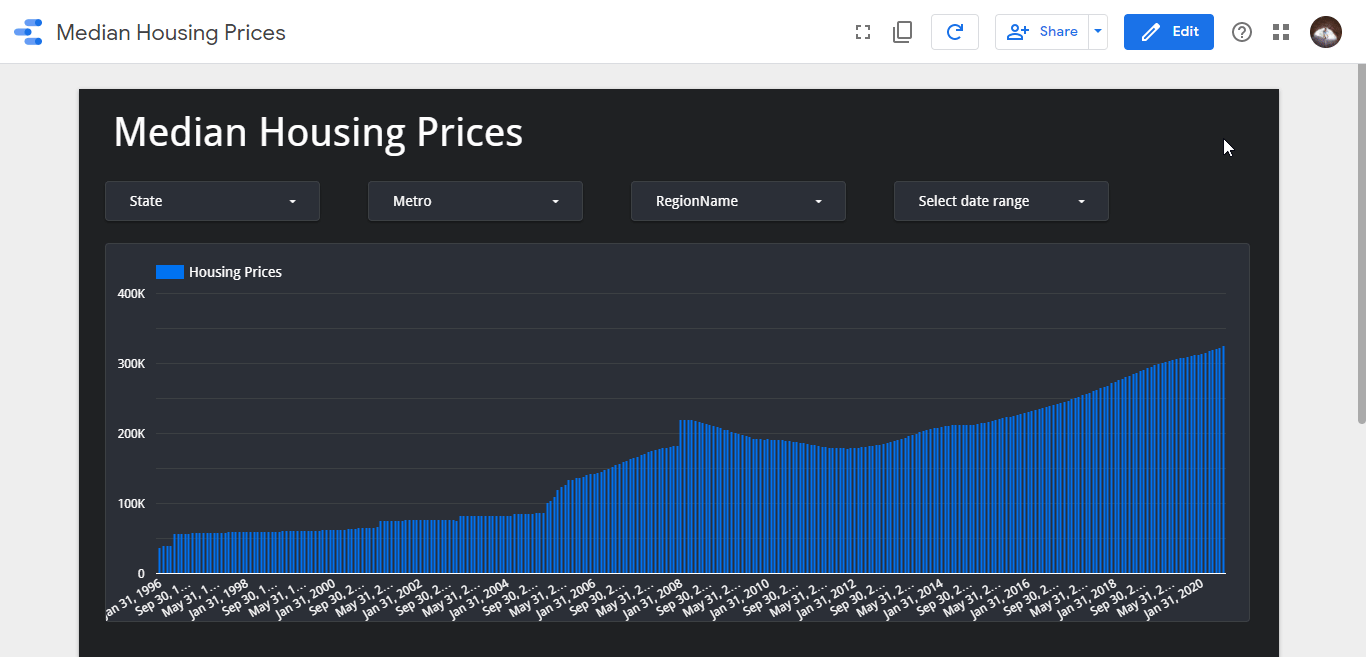 Median Housing Prices
Share
Edit
Median Housing Prices
State
Metro
RegionName
Select date range
Housing Prices
400K
300K
200K
100K
0
Jan 31, 1996
Sep 30, 1...
May 31, 1...
Jan 31, 1998
Sep 30, 1...
May 31, 1...
Jan 31, 2000
Sep 30, 2...
May 31, 2...
Jan 31, 2002
Sep 30, 2...
May 31, 2...
Jan 31, 2004
Sep 30, 2...
May 31, 2...
Jan 31, 2006
Sep 30, 2...
May 31, 2...
Jan 31, 2008
Sep 30, 2...
May 31, 2...
Jan 31, 2010
Sep 30, 2...
May 31, 2...
Jan 31, 2012
Sep 30, 2...
May 31, 2...
Jan 31, 2014
Sep 30, 2...
May 31, 2...
Jan 31, 2016
Sep 30, 2...
May 31, 2...
Jan 31, 2018
Sep 30, 2...
May 31, 2...
Jan 31, 2020